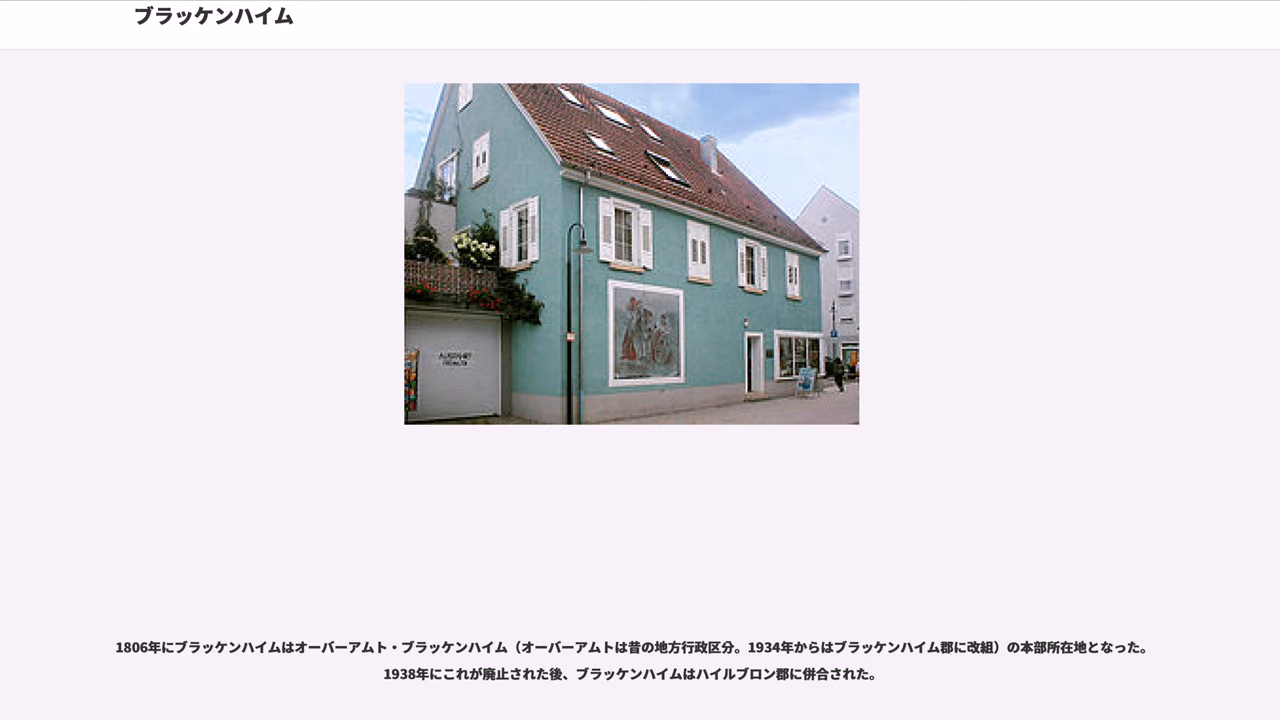 ブラッケンハイム
1806年にブラッケンハイムはオーバーアムト・ブラッケンハイム（オーバーアムトは昔の地方行政区分。1934年からはブラッケンハイム郡に改組）の本部所在地となった。
1938年にこれが廃止された後、ブラッケンハイムはハイルブロン郡に併合された。